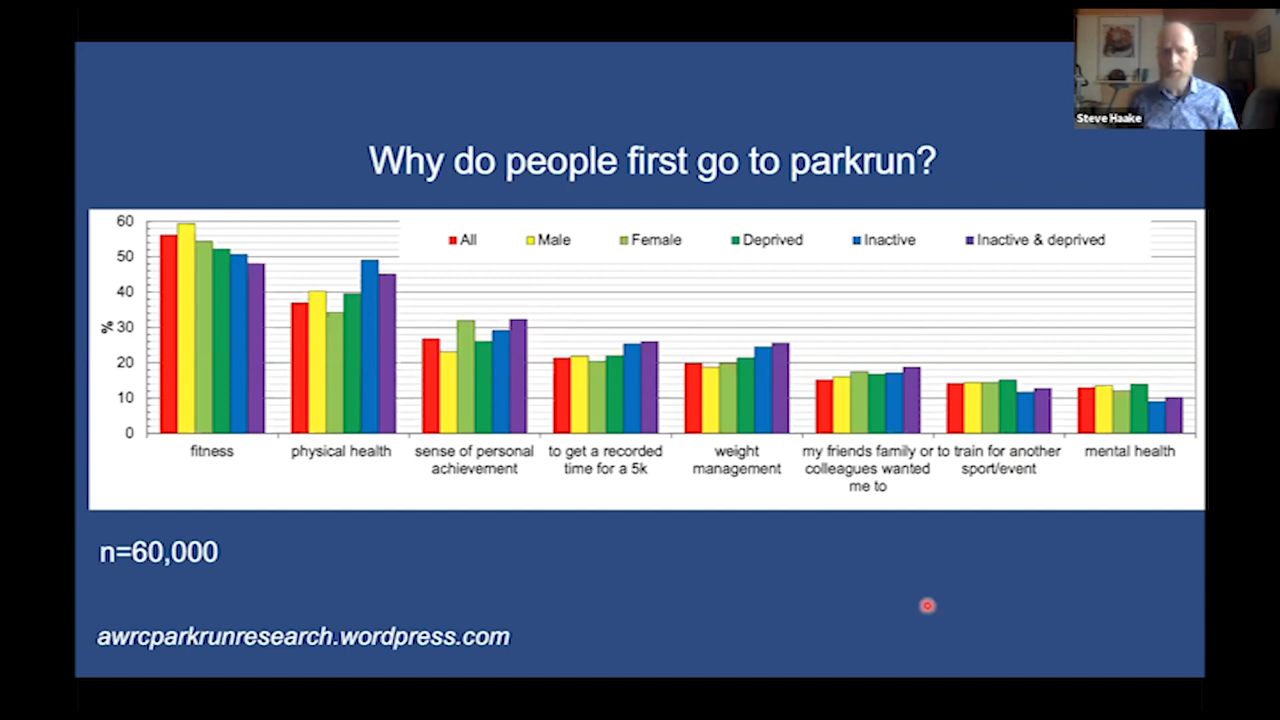 Steve Haake
Why do people first go to parkrun?
60
50
40
30
20
10
0
%
All
Male
Female
Deprived
Inactive
Inactive & deprived
fitness
physical health
sense of personal
achievement
to get a recorded
time for a 5k
weight
management
my friends family or
colleagues wanted
me to
to train for another
sport/event
mental health
n=60,000
awrcparkrunresearch.wordpress.com